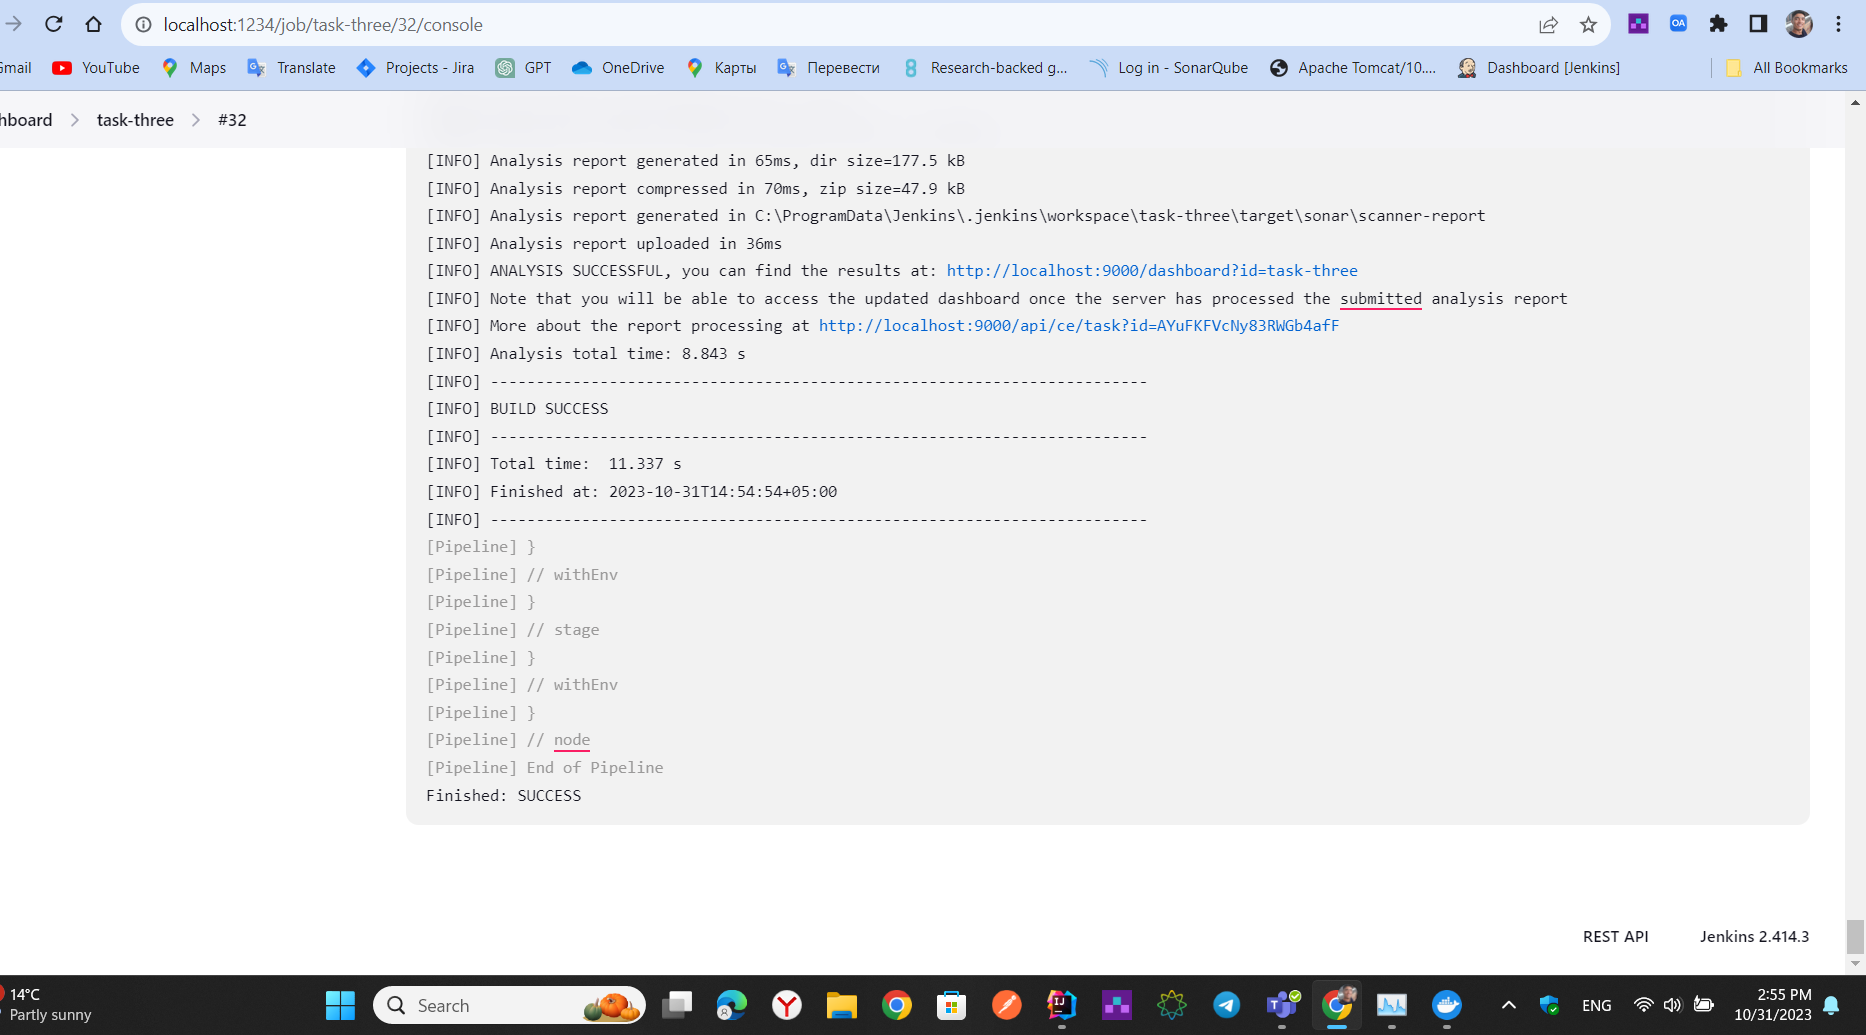 localhost:1234/job/task-three/32/console
Gmail YouTube Maps Translate Projects - Jira GPT OneDrive Карты Перевести Research-backed g... Log in - SonarQube Apache Tomcat/10.... Dashboard [Jenkins] All Bookmarks
hboard task-three #32
[INFO] Analysis report generated in 65ms, dir size=177.5 kB
[INFO] Analysis report compressed in 70ms, zip size=47.9 kB
[INFO] Analysis report generated in C:\ProgramData\Jenkins\.jenkins\workspace\task-three\target\sonar\scanner-report
[INFO] Analysis report uploaded in 36ms
[INFO] ANALYSIS SUCCESSFUL, you can find the results at: http://localhost:9000/dashboard?id=task-three
[INFO] Note that you will be able to access the updated dashboard once the server has processed the submitted analysis report
[INFO] More about the report processing at http://localhost:9000/api/ce/task?id=AYuFKFVcNy83RWGb4afF
[INFO] Analysis total time: 8.843 s
[INFO] ------------------------------------------------------------------------
[INFO] BUILD SUCCESS
[INFO] ------------------------------------------------------------------------
[INFO] Total time:  11.337 s
[INFO] Finished at: 2023-10-31T14:54:54+05:00
[INFO] ------------------------------------------------------------------------
[Pipeline] }
[Pipeline] // withEnv
[Pipeline] }
[Pipeline] // stage
[Pipeline] }
[Pipeline] // withEnv
[Pipeline] }
[Pipeline] // node
[Pipeline] End of Pipeline
Finished: SUCCESS
REST API Jenkins 2.414.3
14°C
Partly sunny
Search
ENG
2:55 PM
10/31/2023